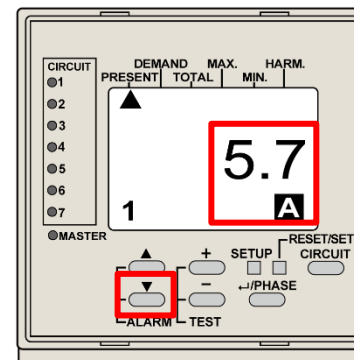 DEMAND MAX. HARM.
CIRCUIT PRESENT TOTAL MIN.
1
2
3
4
5
6
7
MASTER
5.7
1 A
▲ + SETUP RESET/SET CIRCUIT
▼ − ↵/PHASE
ALARM TEST